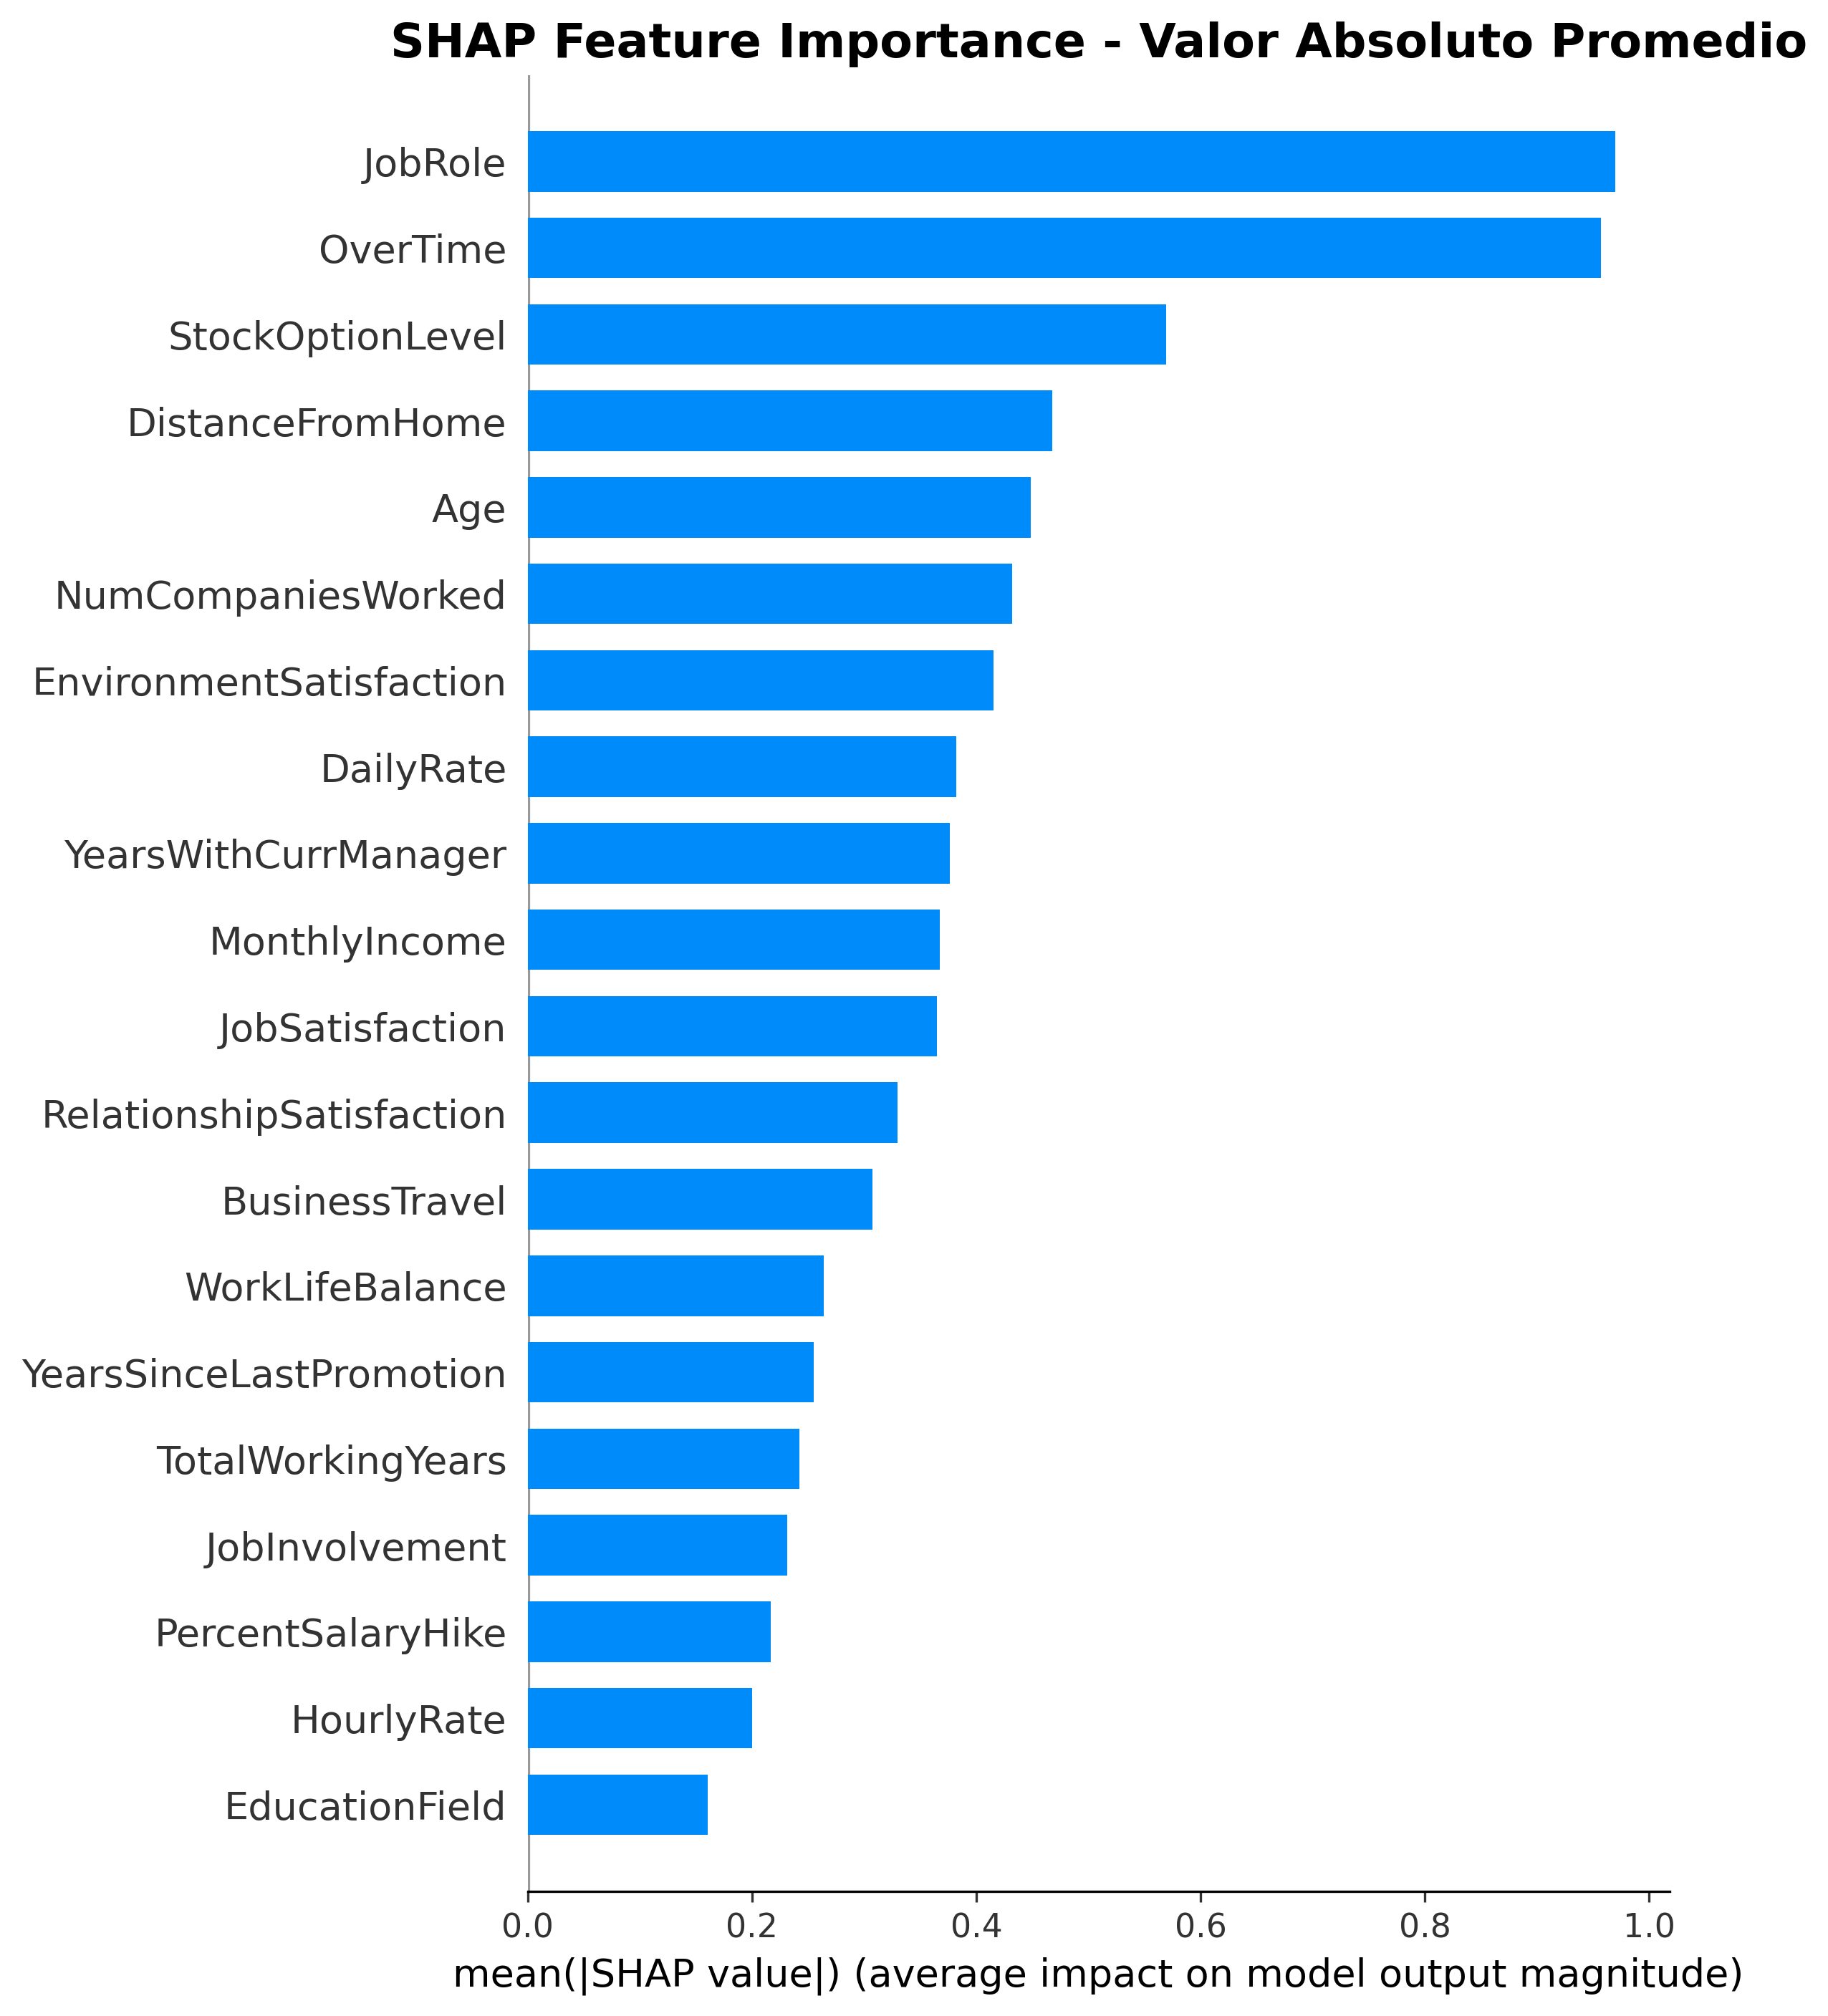 SHAP Feature Importance - Valor Absoluto Promedio
JobRole
OverTime
StockOptionLevel
DistanceFromHome
Age
NumCompaniesWorked
EnvironmentSatisfaction
DailyRate
YearsWithCurrManager
MonthlyIncome
JobSatisfaction
RelationshipSatisfaction
BusinessTravel
WorkLifeBalance
YearsSinceLastPromotion
TotalWorkingYears
JobInvolvement
PercentSalaryHike
HourlyRate
EducationField
0.0 0.2 0.4 0.6 0.8 1.0
mean(|SHAP value|) (average impact on model output magnitude)